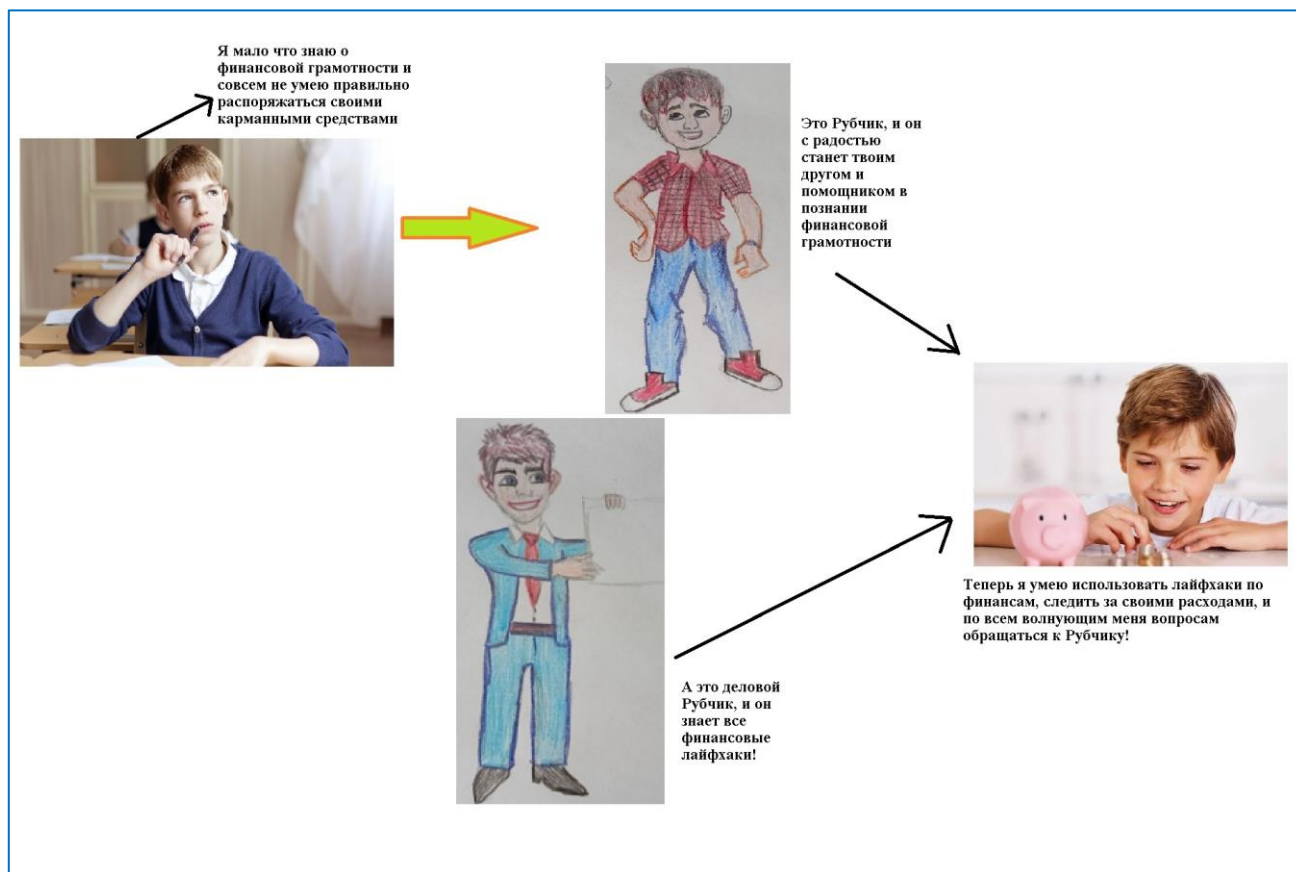 Я мало что знаю о
финансовой грамотности и
совсем не умею правильно
распоряжаться своими
карманными средствами
Это Рубчик, и он
с радостью
станет твоим
другом и
помощником в
познании
финансовой
грамотности
Теперь я умею использовать лайфхаки по
финансам, следить за своими расходами, и
по всем волнующим меня вопросам
обращаться к Рубчику!
А это деловой
Рубчик, и он
знает все
финансовые
лайфхаки!